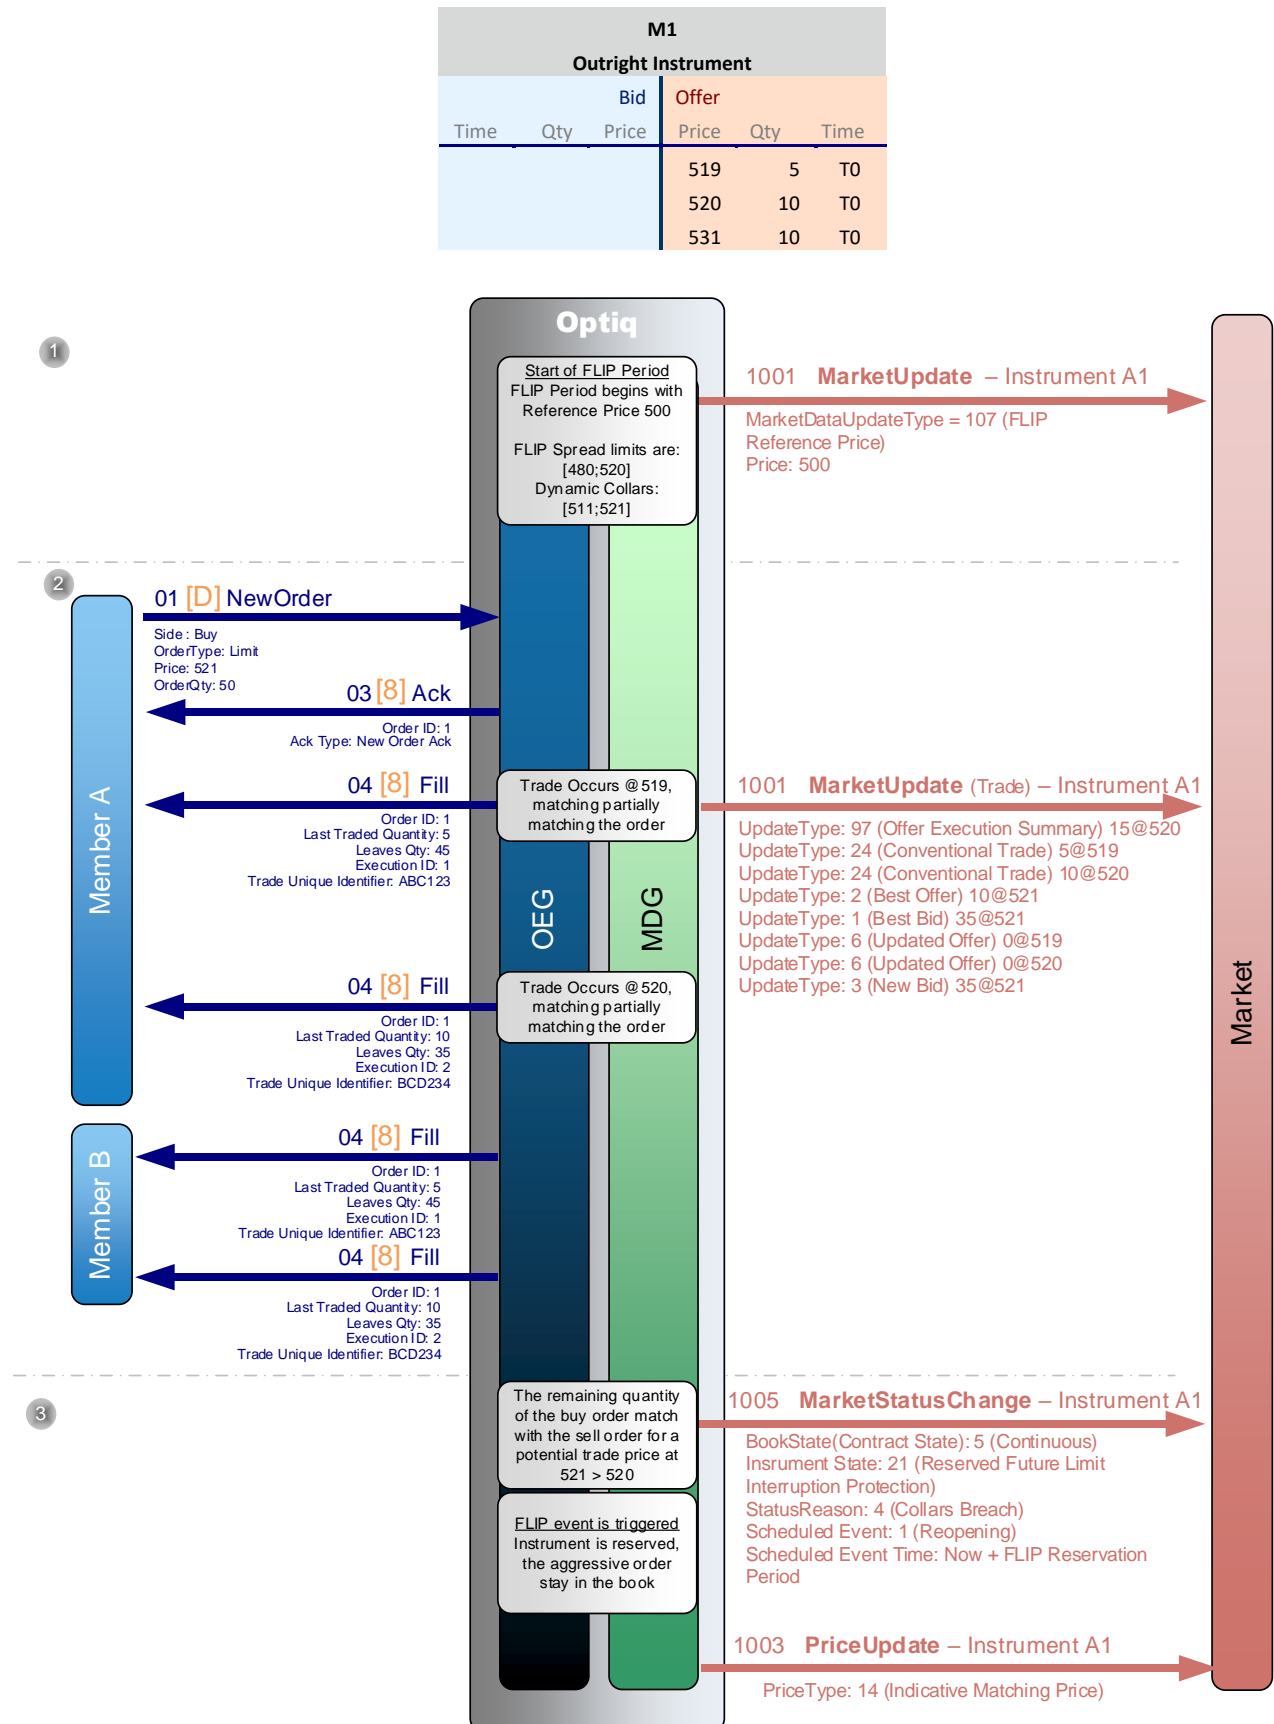 M1
Outright Instrument
Bid Offer
Time Qty Price Price Qty Time
519 5 T0
520 10 T0
531 10 T0
Optiq
1
Start of FLIP Period
FLIP Period begins with
Reference Price 500
FLIP Spread limits are:
[480;520]
Dynamic Collars:
[511;521]
1001 MarketUpdate – Instrument A1
MarketDataUpdateType = 107 (FLIP
Reference Price)
Price: 500
2
01 [D] NewOrder
Side : Buy
OrderType: Limit
Price: 521
OrderQty: 50
03 [8] Ack
Order ID: 1
Ack Type: New Order Ack
Member A
04 [8] Fill
Order ID: 1
Last Traded Quantity: 5
Leaves Qty: 45
Execution ID: 1
Trade Unique Identifier: ABC123
Trade Occurs @519,
matching partially
matching the order
1001 MarketUpdate (Trade) – Instrument A1
UpdateType: 97 (Offer Execution Summary) 15@520
UpdateType: 24 (Conventional Trade) 5@519
UpdateType: 24 (Conventional Trade) 10@520
UpdateType: 2 (Best Offer) 10@521
UpdateType: 1 (Best Bid) 35@521
UpdateType: 6 (Updated Offer) 0@519
UpdateType: 6 (Updated Offer) 0@520
UpdateType: 3 (New Bid) 35@521
OEG
MDG
Market
04 [8] Fill
Order ID: 1
Last Traded Quantity: 10
Leaves Qty: 35
Execution ID: 2
Trade Unique Identifier: BCD234
Trade Occurs @520,
matching partially
matching the order
Member B
04 [8] Fill
Order ID: 1
Last Traded Quantity: 5
Leaves Qty: 45
Execution ID: 1
Trade Unique Identifier: ABC123
04 [8] Fill
Order ID: 1
Last Traded Quantity: 10
Leaves Qty: 35
Execution ID: 2
Trade Unique Identifier: BCD234
3
The remaining quantity
of the buy order match
with the sell order for a
potential trade price at
521 > 520
FLIP event is triggered
Instrument is reserved,
the aggressive order
stay in the book
1005 MarketStatusChange – Instrument A1
BookState(Contract State): 5 (Continuous)
Insrument State: 21 (Reserved Future Limit
Interruption Protection)
StatusReason: 4 (Collars Breach)
Scheduled Event: 1 (Reopening)
Scheduled Event Time: Now + FLIP Reservation
Period
1003 PriceUpdate – Instrument A1
PriceType: 14 (Indicative Matching Price)